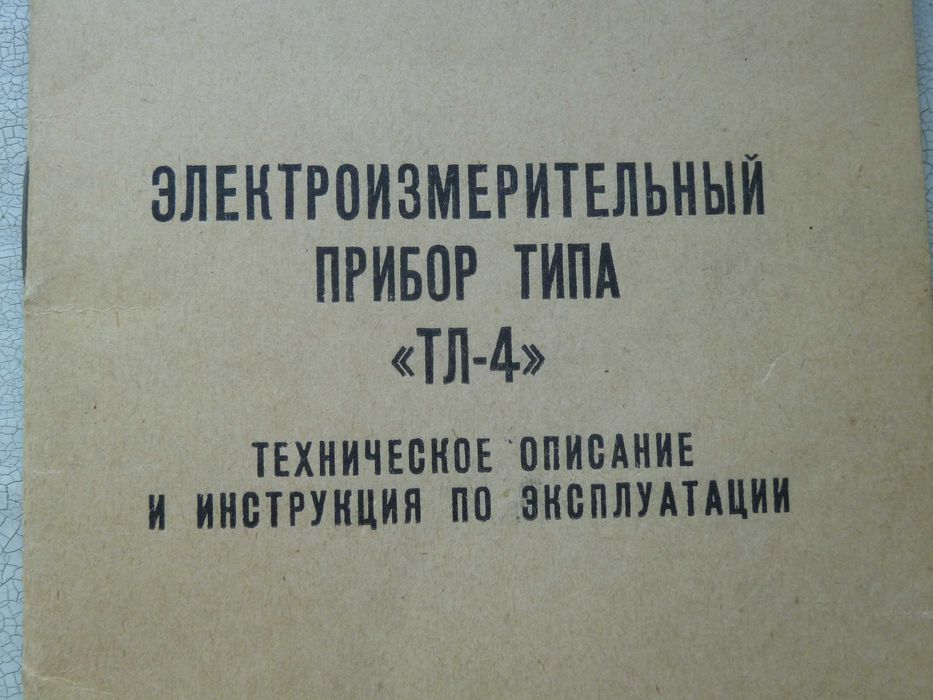 ЭЛЕКТРОИЗМЕРИТЕЛЬНЫЙ
ПРИБОР ТИПА
«ТЛ-4»
ТЕХНИЧЕСКОЕ ОПИСАНИЕ
И ИНСТРУКЦИЯ ПО ЭКСПЛУАТАЦИИ